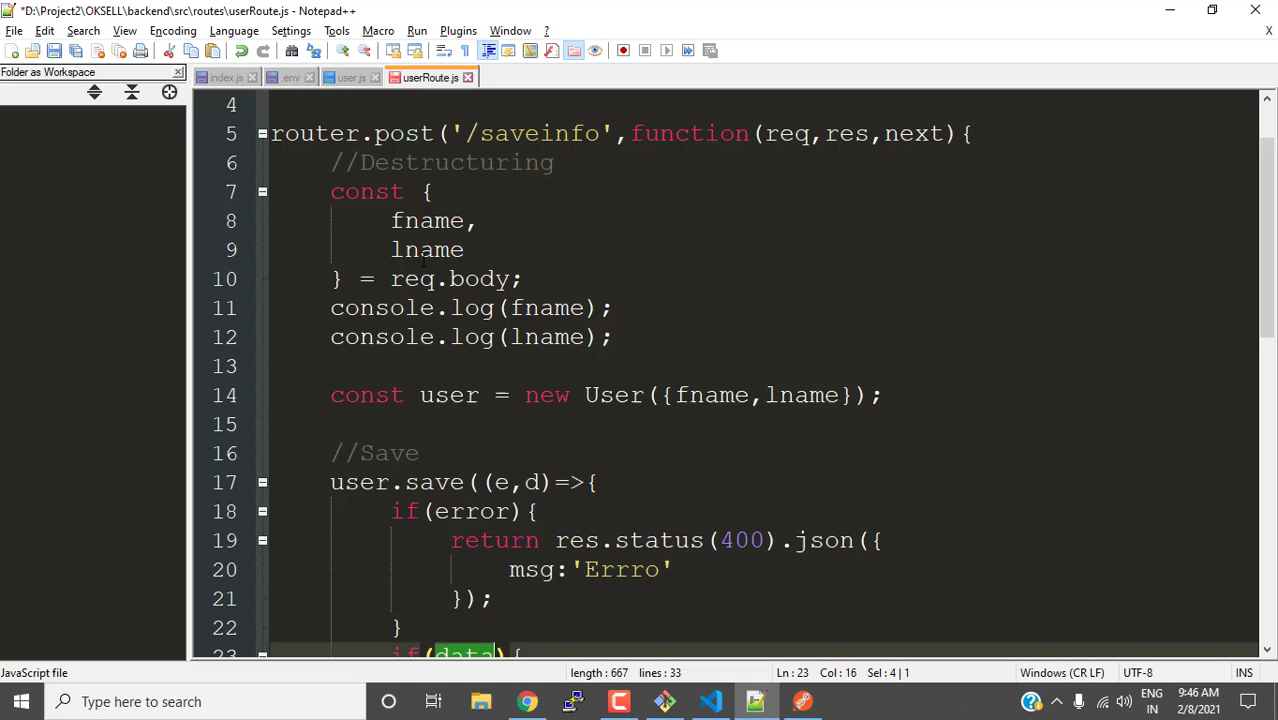 *D:\Project2\OKSELL\backend\src\routes\userRoute.js - Notepad++
File Edit Search View Encoding Language Settings Tools Macro Run Plugins Window ? X
Folder as Workspace
index.js .env user.js userRoute.js
4
5 router.post('/saveinfo',function(req,res,next){
6 //Destructuring
7 const {
8 fname,
9 lname
10 } = req.body;
11 console.log(fname);
12 console.log(lname);
13
14 const user = new User({fname,lname});
15
16 //Save
17 user.save((e,d)=>{
18 if(error){
19 return res.status(400).json({
20 msg:'Errro'
21 });
22 }
23 if(data){
JavaScript file length : 667 lines : 33 Ln : 23 Col : 16 Sel : 4 | 1 Windows (CR LF) UTF-8 INS
Type here to search
ENG 9:46 AM
IN 2/8/2021